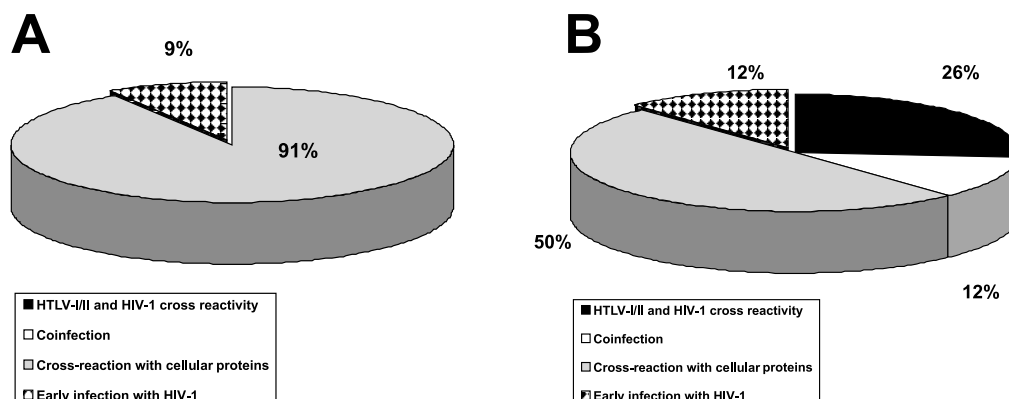 A
9%
91%
HTLV-I/II and HIV-1 cross reactivity
Coinfection
Cross-reaction with cellular proteins
Early infection with HIV-1
B
12%
26%
50%
12%
HTLV-I/II and HIV-1 cross reactivity
Coinfection
Cross-reaction with cellular proteins
Early infection with HIV-1